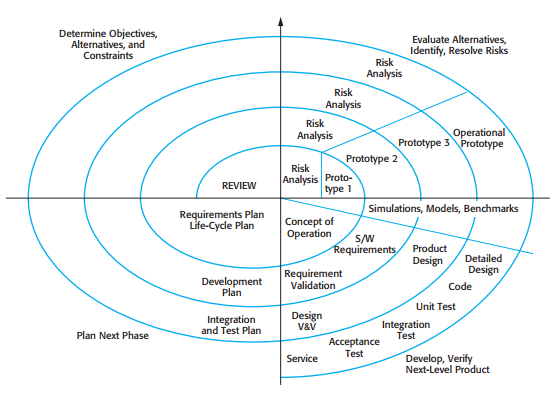 Determine Objectives,
Alternatives, and
Constraints
Evaluate Alternatives,
Identify, Resolve Risks
Risk
Analysis
Risk
Analysis
Risk
Analysis
Risk
Analysis
Operational
Prototype
Prototype 3
Prototype 2
Proto-
type 1
REVIEW
Requirements Plan
Life-Cycle Plan
Simulations, Models, Benchmarks
Concept of
Operation
S/W
Requirements
Product
Design
Detailed
Design
Development
Plan
Requirement
Validation
Code
Unit Test
Integration
and Test Plan
Design
V&V
Integration
Test
Plan Next Phase
Acceptance
Test
Service
Develop, Verify
Next-Level Product